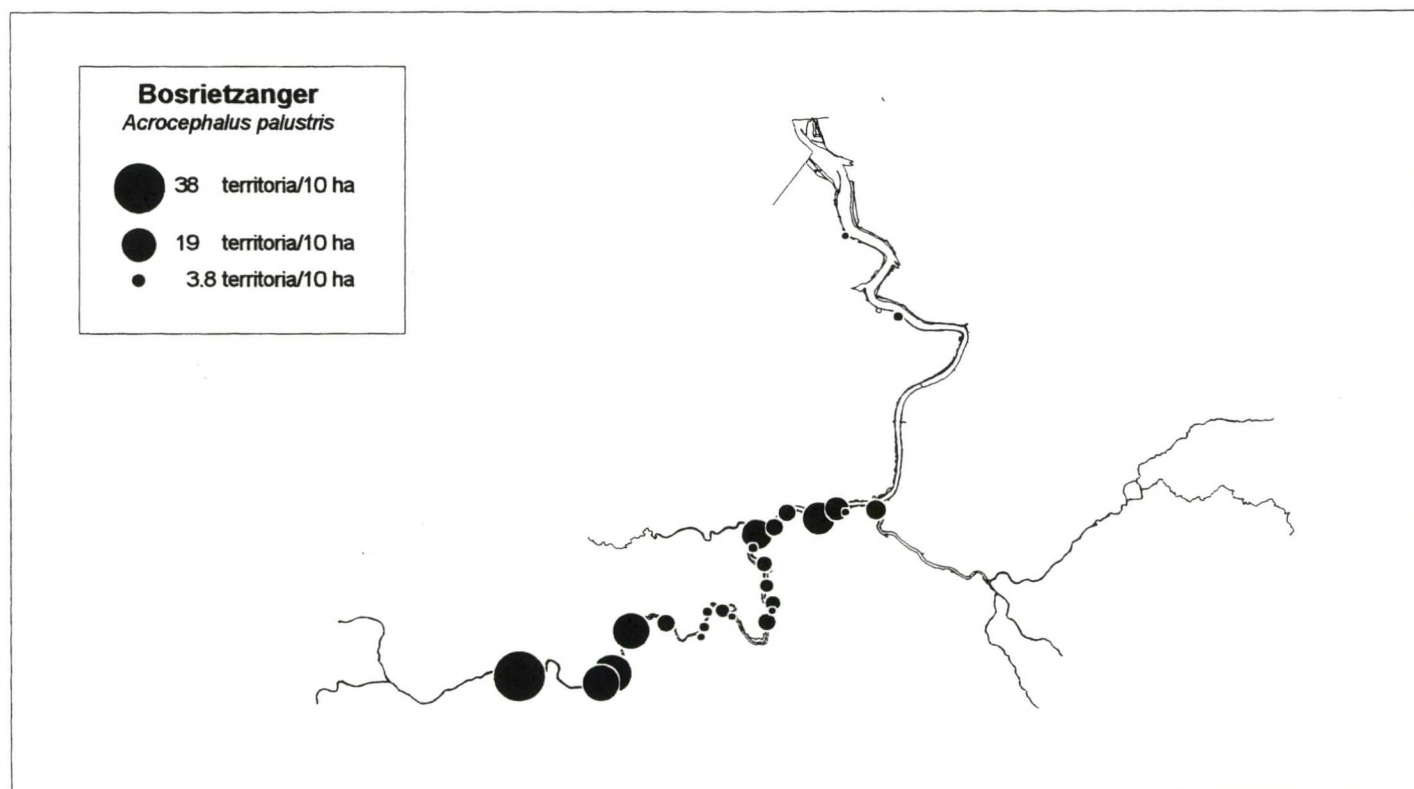 Bosrietzanger
Acrocephalus palustris
38 territoria/10 ha
19 territoria/10 ha
3.8 territoria/10 ha